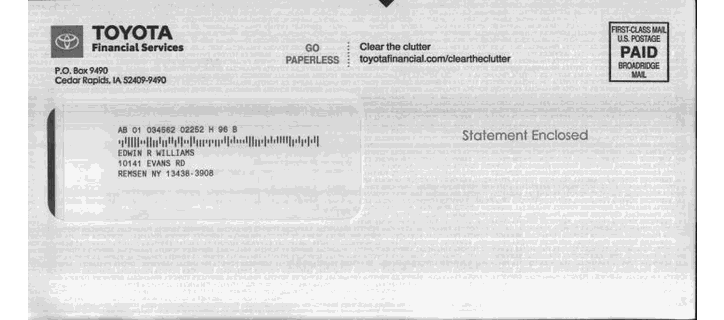 TOYOTA
Financial Services
P.O. Box 9490
Cedar Rapids, IA 52409-9490
GO
PAPERLESS
Clear the clutter
toyotafinancial.com/cleartheclutter
FIRST-CLASS MAIL
U.S. POSTAGE
PAID
BROADRIDGE
MAIL
AB 01 034562 02252 H 96 B
EDWIN R WILLIAMS
10141 EVANS RD
REMSEN NY 13438-3908
Statement Enclosed